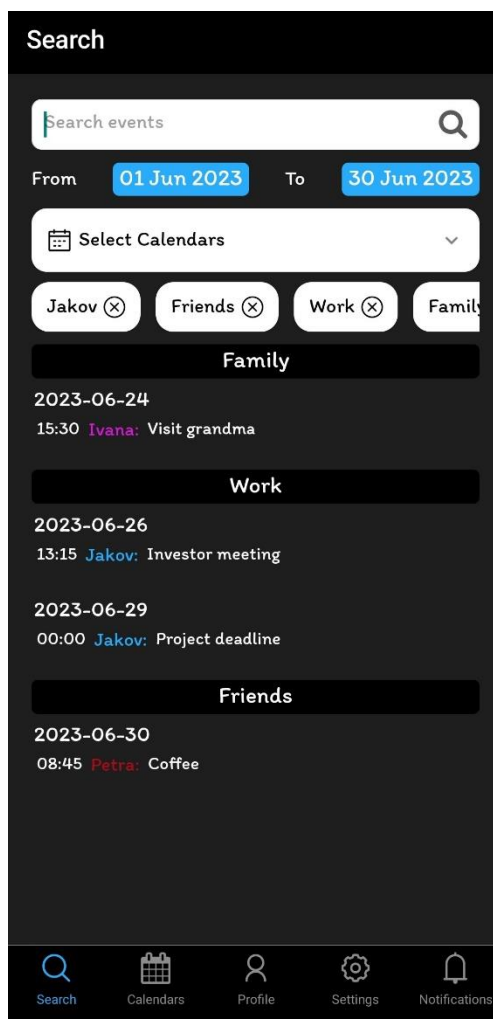 Search
Search events
From 01 Jun 2023 To 30 Jun 2023
Select Calendars
Jakov Friends Work Family
Family
2023-06-24
15:30 Ivana: Visit grandma
Work
2023-06-26
13:15 Jakov: Investor meeting
2023-06-29
00:00 Jakov: Project deadline
Friends
2023-06-30
08:45 Petra: Coffee
Search Calendars Profile Settings Notifications